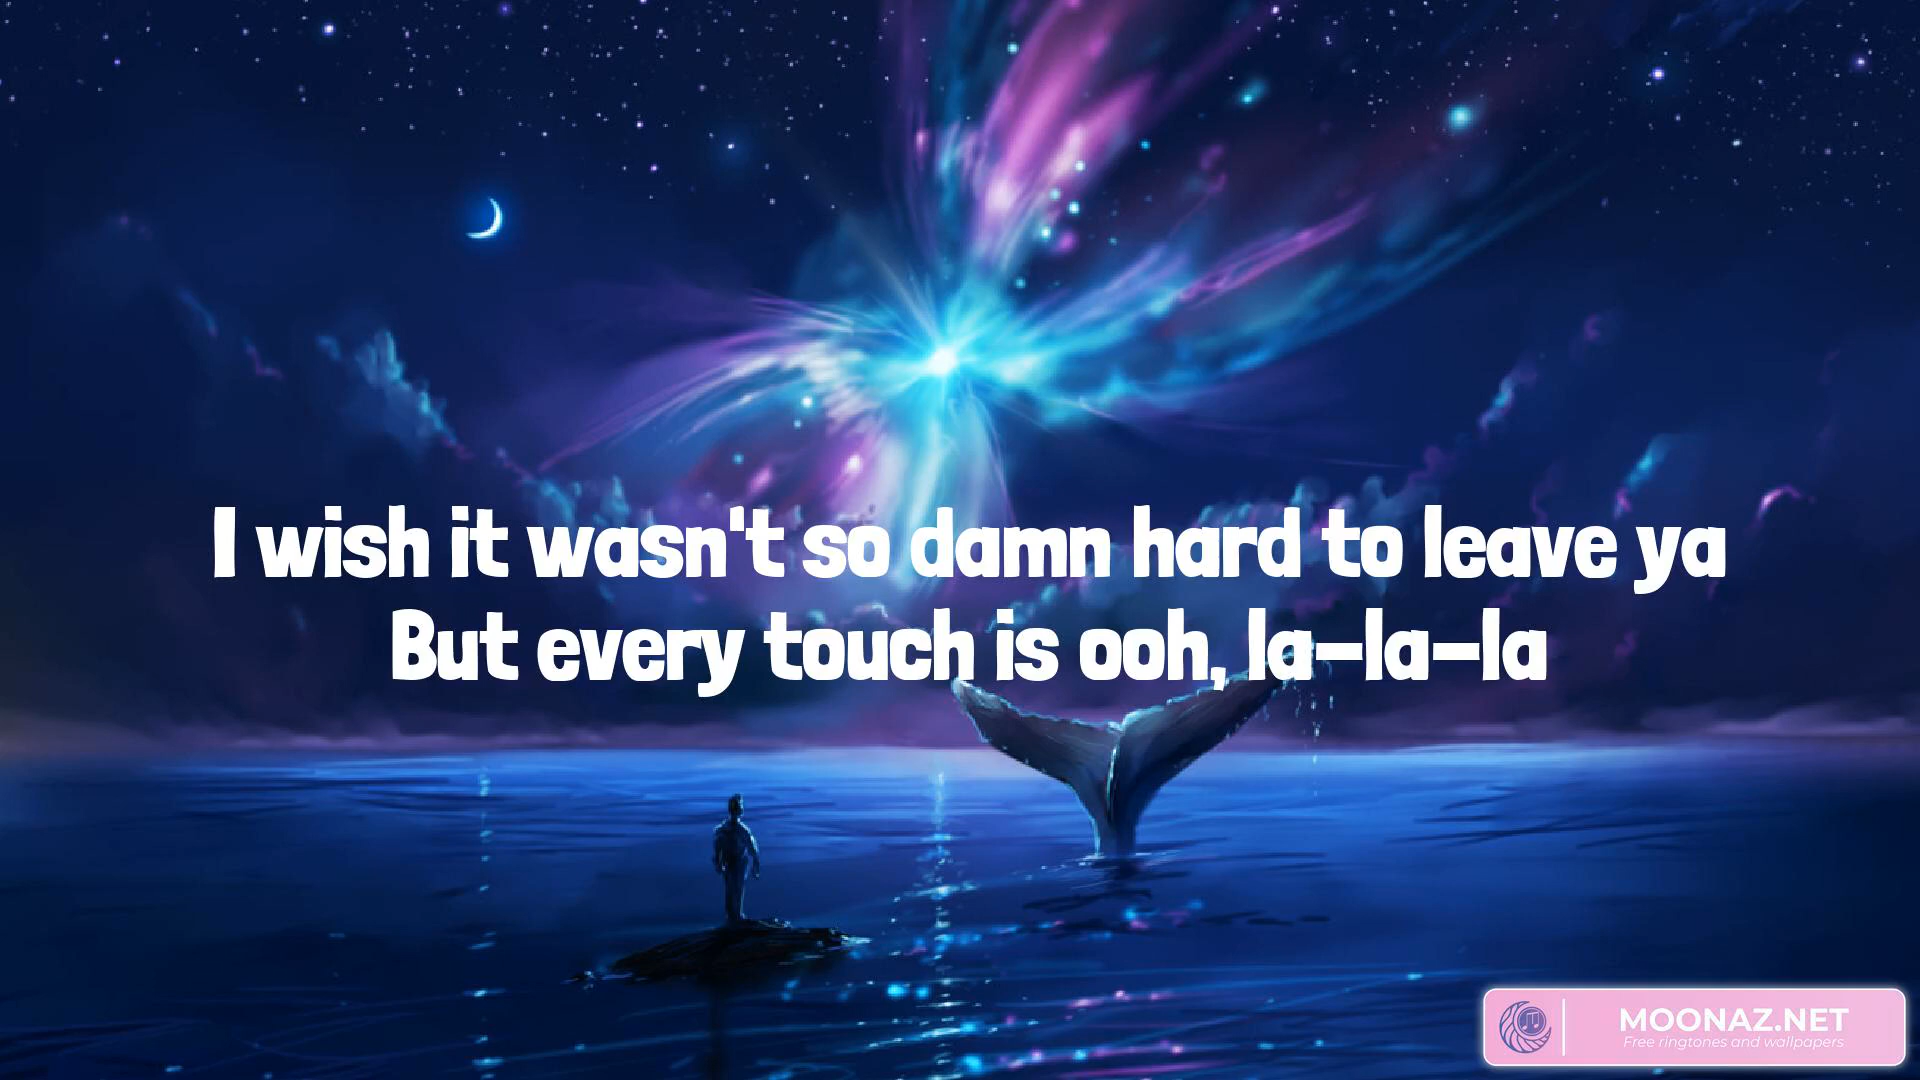 I wish it wasn't so damn hard to leave ya
But every touch is ooh, la-la-la
MOONAZ.NET
Free ringtones and wallpapers